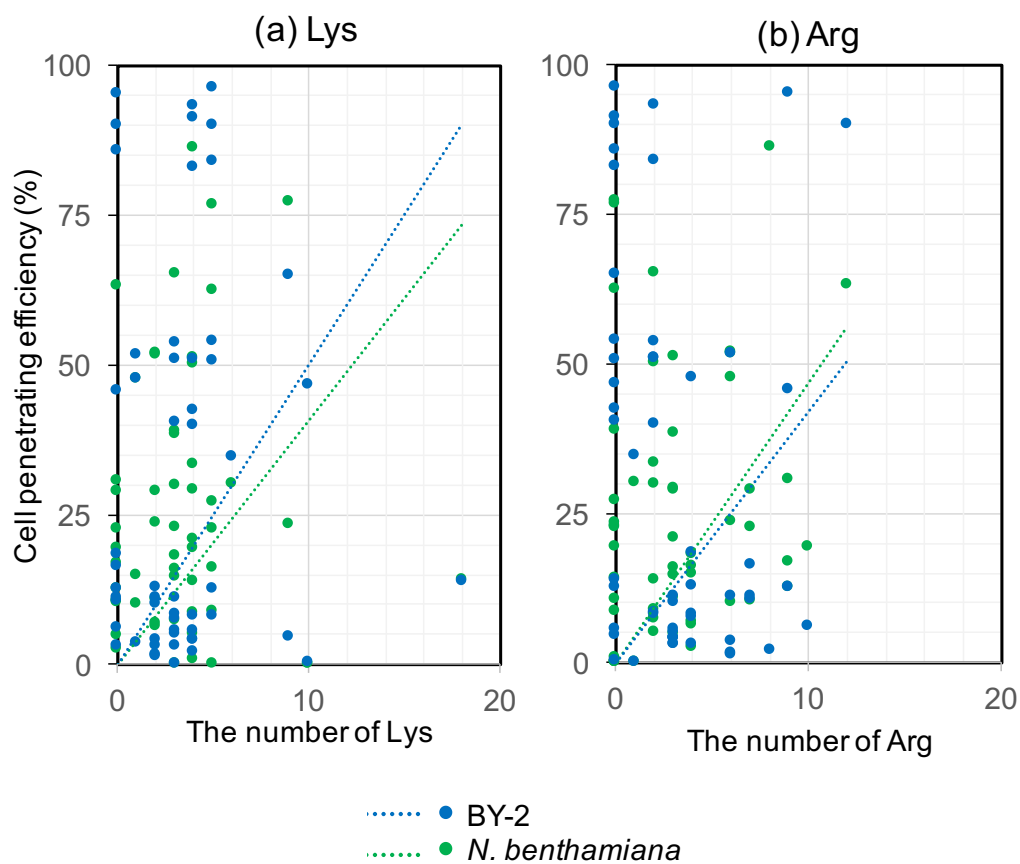 (a) Lys
(b) Arg
Cell penetrating efficiency (%)
100
75
50
25
0
0
10
20
The number of Lys
100
75
50
25
0
0
10
20
The number of Arg
BY-2
N. benthamiana